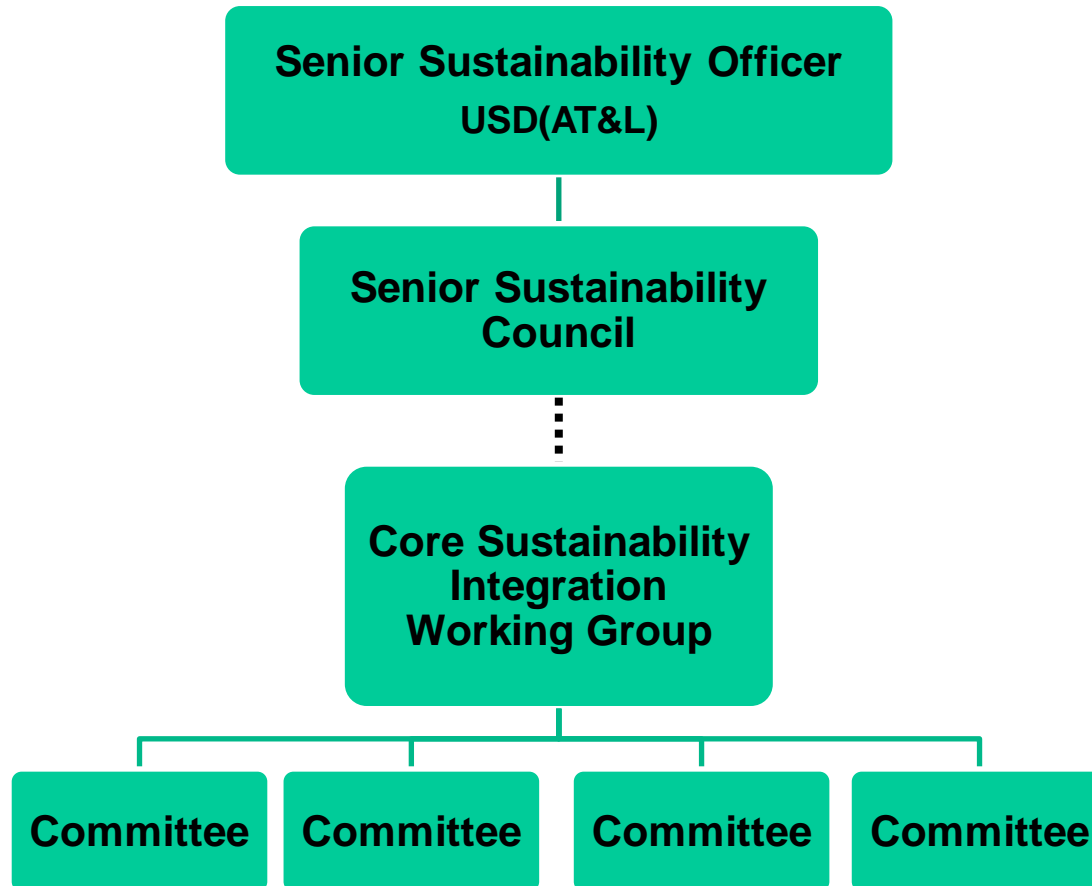 Senior Sustainability Officer
USD(AT&L)
Senior Sustainability
Council
Core Sustainability
Integration
Working Group
Committee
Committee
Committee
Committee